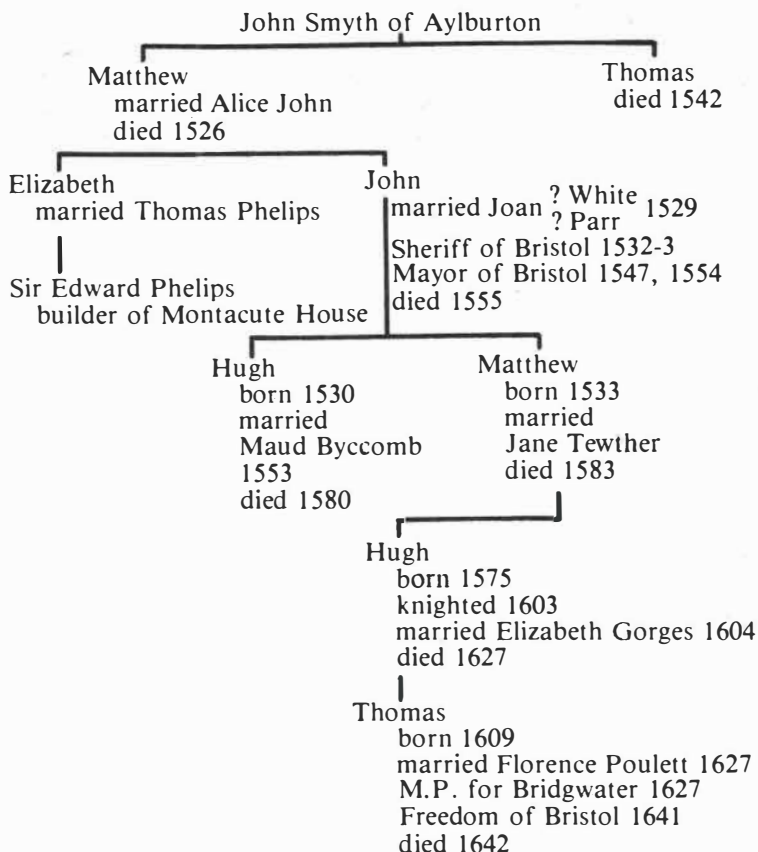 John Smyth of Aylburton
Matthew
married Alice John
died 1526
Thomas
died 1542
Elizabeth
married Thomas Phelips
Sir Edward Phelips
builder of Montacute House
John
married Joan ? White 1529
? Parr
Sheriff of Bristol 1532-3
Mayor of Bristol 1547, 1554
died 1555
Hugh
born 1530
married
Maud Byccomb
1553
died 1580
Matthew
born 1533
married
Jane Tewther
died 1583
Hugh
born 1575
knighted 1603
married Elizabeth Gorges 1604
died 1627
Thomas
born 1609
married Florence Poulett 1627
M.P. for Bridgwater 1627
Freedom of Bristol 1641
died 1642